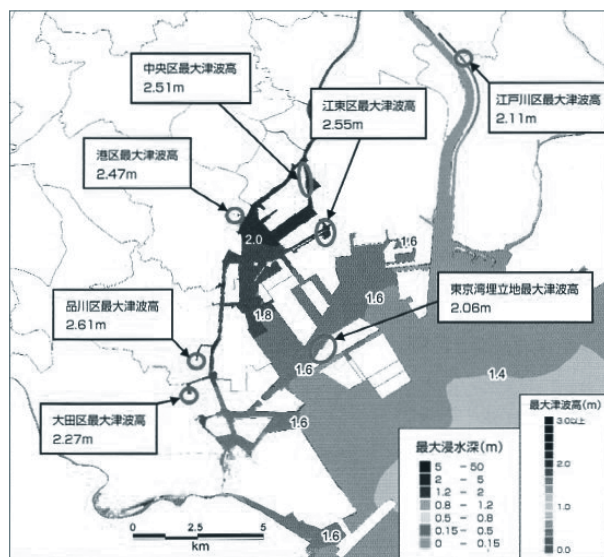 中央区最大津波高
2.51m
江東区最大津波高
2.55m
江戸川区最大津波高
2.11m
港区最大津波高
2.47m
2.0
1.6
1.6
東京湾埋立地最大津波高
2.06m
品川区最大津波高
2.61m
1.8
1.6
1.4
大田区最大津波高
2.27m
1.6
1.6
最大浸水深(m)
5 - 50
2 - 5
1.2 - 2
0.8 - 1.2
0.5 - 0.8
0.15 - 0.5
0 - 0.15
最大津波高(m)
3.0以上
2.0
1.0
0.0
0 2.5 5
km